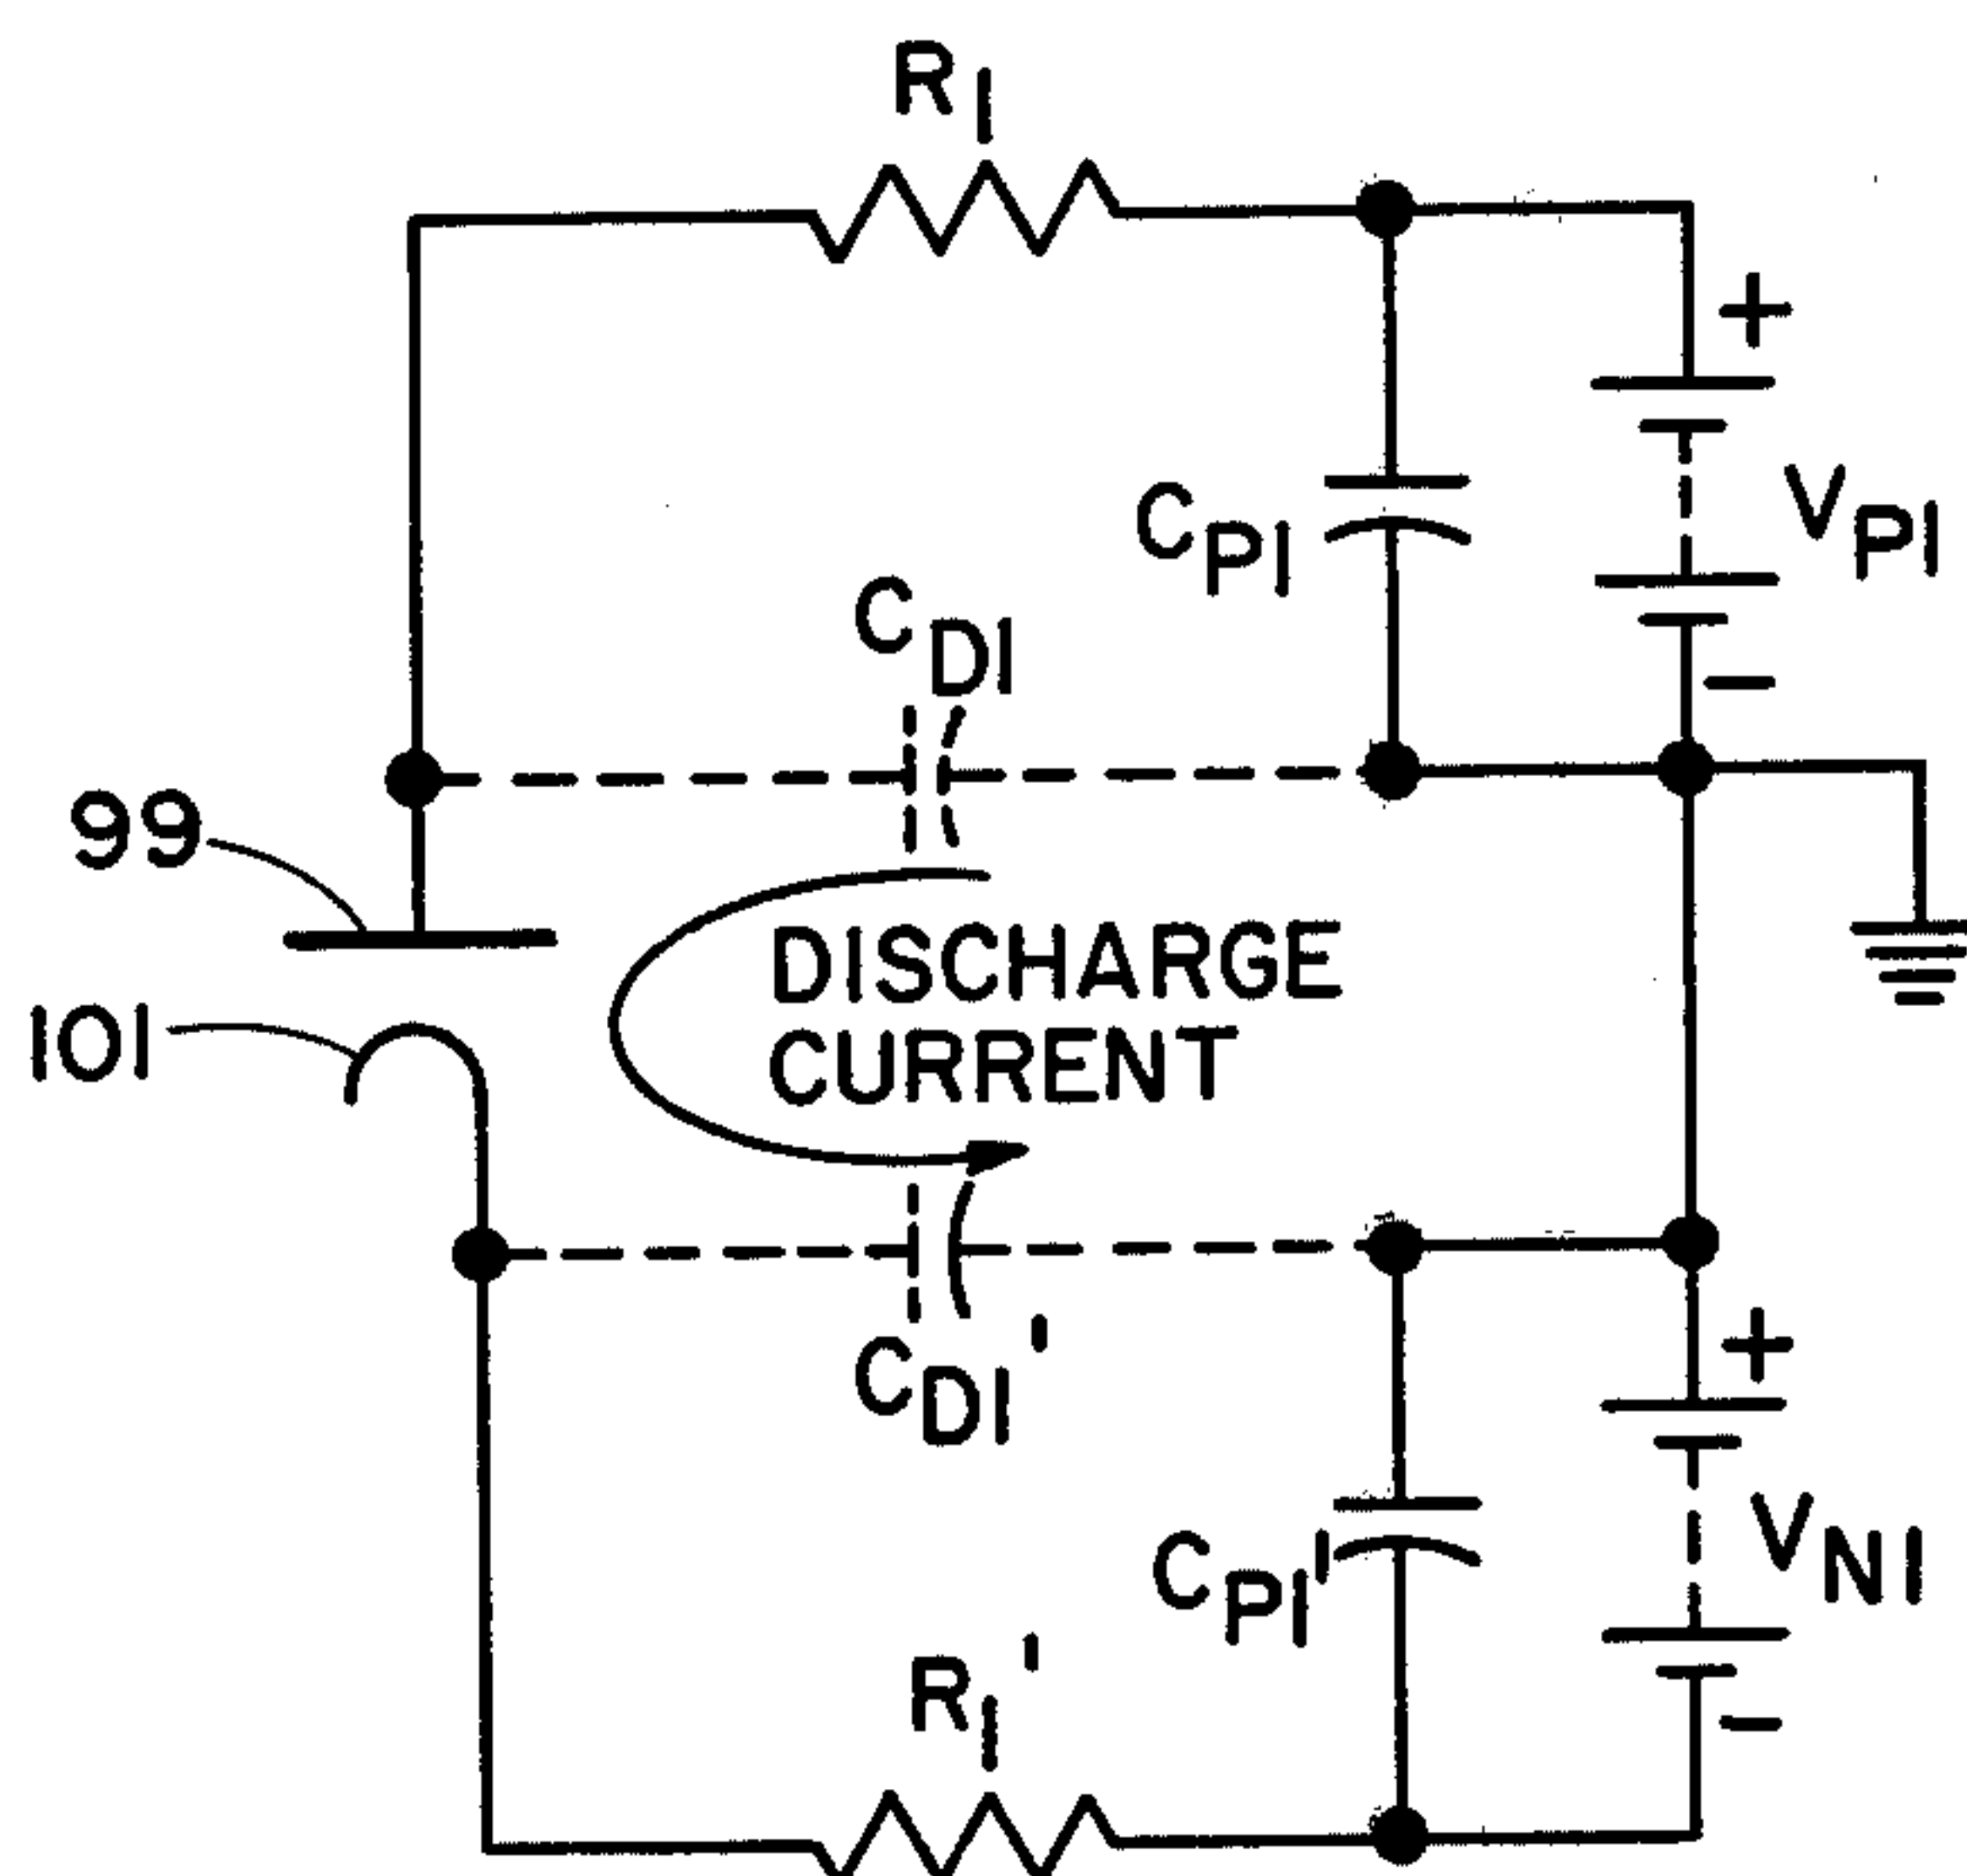 R1
+
CP1
VP1
CD1
−
99
DISCHARGE
101
CURRENT
+
CD1'
VN1
CP1'
R1'
−